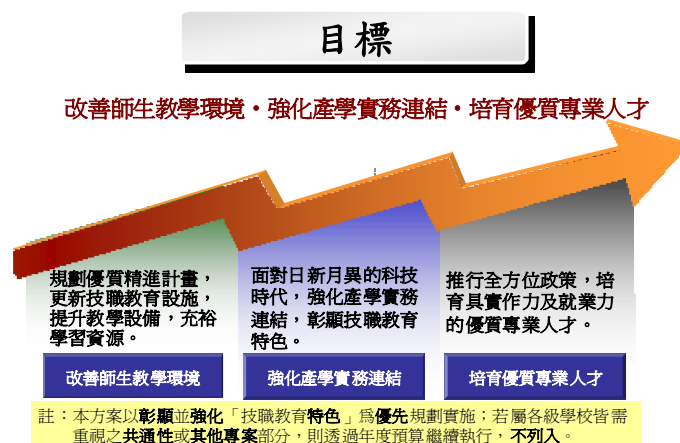 目標
改善師生教學環境・強化產學實務連結・培育優質專業人才
規劃優質精進計畫，
更新技職教育設施，
提升教學設備，充裕
學習資源。
面對日新月異的科技
時代，強化產學實務
連結，彰顯技職教育
特色。
推行全方位政策，培
育具實作力及就業力
的優質專業人才。
改善師生教學環境
強化產學實務連結
培育優質專業人才
註：本方案以彰顯並強化「技職教育特色」為優先規劃實施；若屬各級學校皆需
重視之共通性或其他專案部分，則透過年度預算繼續執行，不列入。